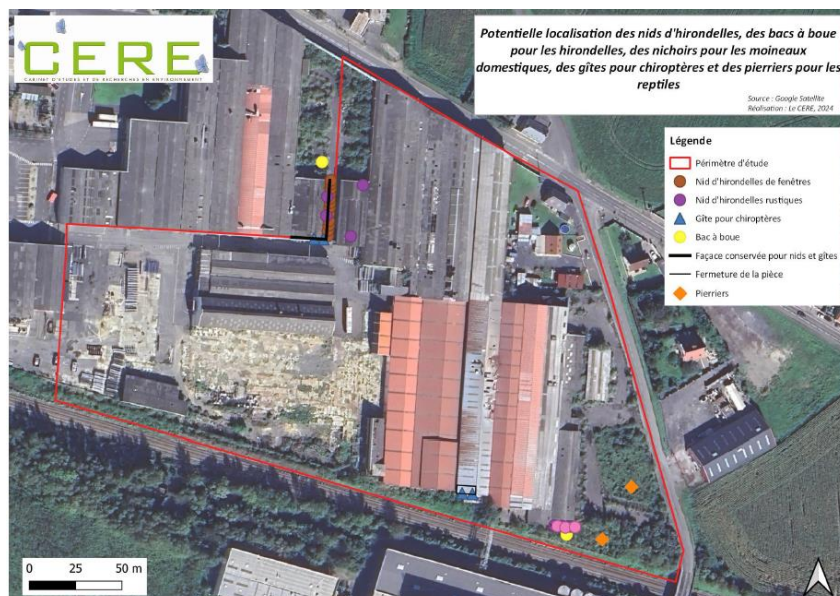 CERE
CABINET D'ÉTUDES ET DE RECHERCHES EN ENVIRONNEMENT
Potentielle localisation des nids d'hirondelles, des bacs à boue
pour les hirondelles, des nichoirs pour les moineaux
domestiques, des gîtes pour chiroptères et des pierriers pour les
reptiles
Source : Google Satellite
Réalisation : Le CERE, 2024
Légende
Périmètre d'étude
Nid d'hirondelles de fenêtres
Nid d'hirondelles rustiques
Gîte pour chiroptères
Bac à boue
Façade conservée pour nids et gîtes
Fermeture de la pièce
Pierriers
0 25 50 m